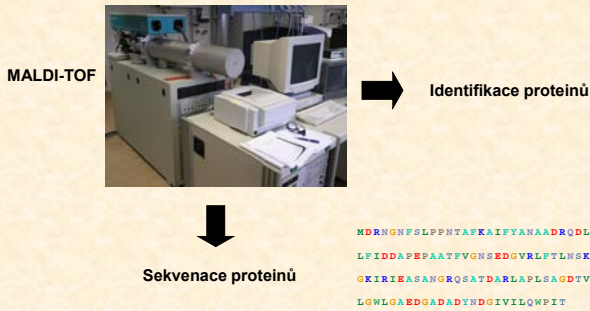 MALDI-TOF
Identifikace proteinů
Sekvenace proteinů
MDRNGNFSLPPNTAFKAIFYANAADRQDL
LFIDDAPEPAATFVGNSEDGVRLFTLNSK
GKIRIEASANGRQSATDARLAPLSAGDTV
LGWLGAEDGADADYNDGIVILQWPIT